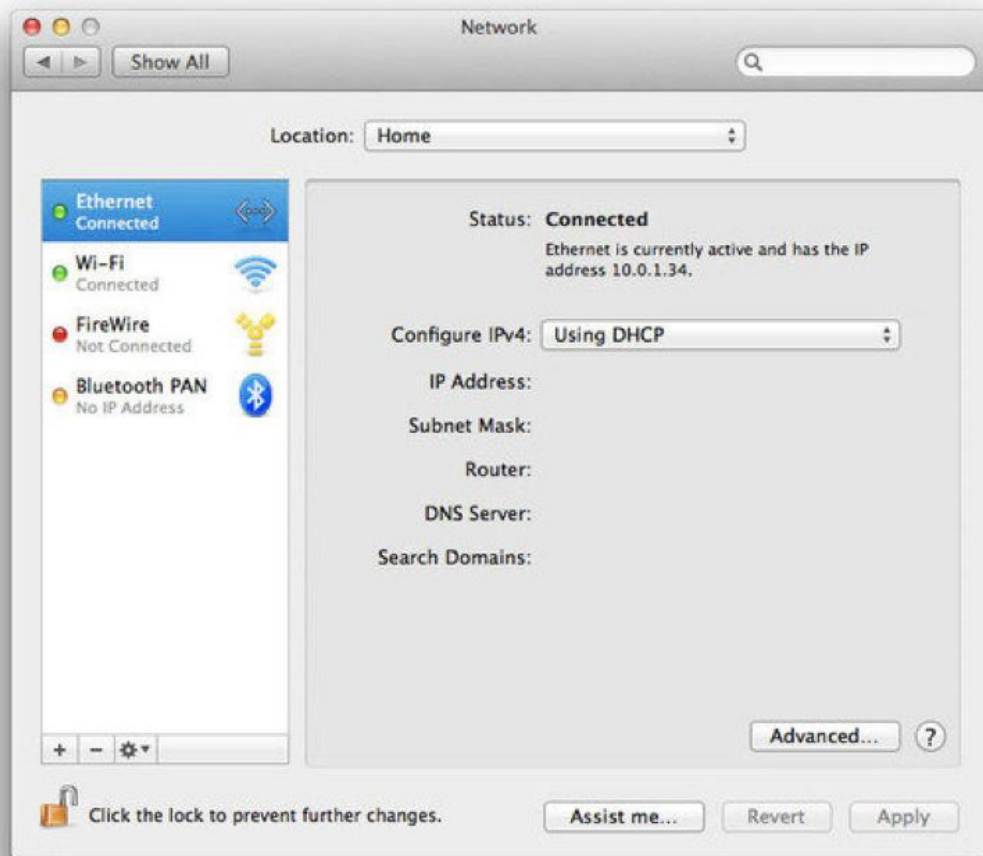 Network
Show All
Location: Home
Ethernet
Connected
Wi-Fi
Connected
FireWire
Not Connected
Bluetooth PAN
No IP Address
Status: Connected
Ethernet is currently active and has the IP
address 10.0.1.34.
Configure IPv4: Using DHCP
IP Address:
Subnet Mask:
Router:
DNS Server:
Search Domains:
Advanced... ?
+ −
Click the lock to prevent further changes.
Assist me... Revert Apply